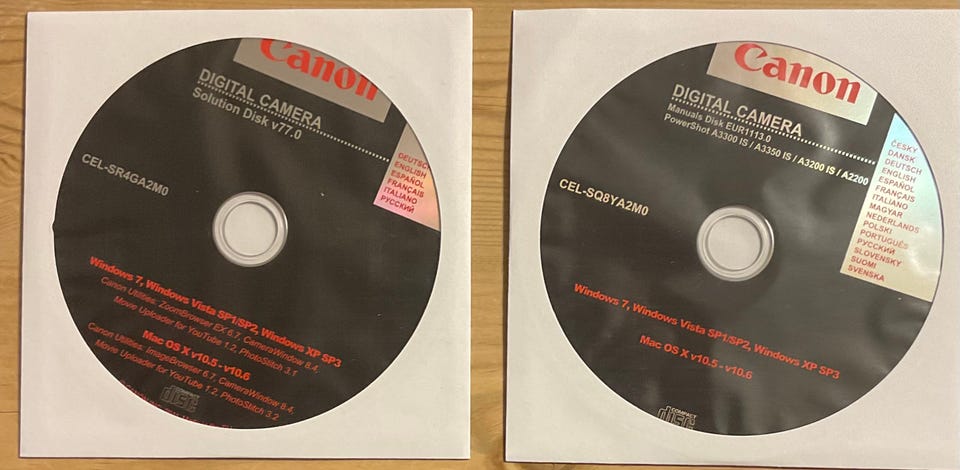 Canon
DIGITAL CAMERA
Solution Disk v77.0
DEUTSCH
ENGLISH
ESPAÑOL
FRANÇAIS
ITALIANO
РУССКИЙ
CEL-SR4GA2M0
Windows 7, Windows Vista SP1/SP2, Windows XP SP3
Canon Utilities: ZoomBrowser EX 6.7, CameraWindow 8.4,
Movie Uploader for YouTube 1.2, PhotoStitch 3.1
Mac OS X v10.5 - v10.6
Canon Utilities: ImageBrowser 6.7, CameraWindow 8.4,
Movie Uploader for YouTube 1.2, PhotoStitch 3.2
disc
Canon
DIGITAL CAMERA
Manuals Disk EUR1113.0
PowerShot A3300 IS / A3350 IS / A3200 IS / A2200
ČESKY
DANSK
DEUTSCH
ENGLISH
ESPAÑOL
FRANÇAIS
ITALIANO
MAGYAR
NEDERLANDS
POLSKI
PORTUGUÊS
РУССКИЙ
SLOVENSKY
SUOMI
SVENSKA
CEL-SQ8YA2M0
Windows 7, Windows Vista SP1/SP2, Windows XP SP3
Mac OS X v10.5 - v10.6
COMPACT
disc